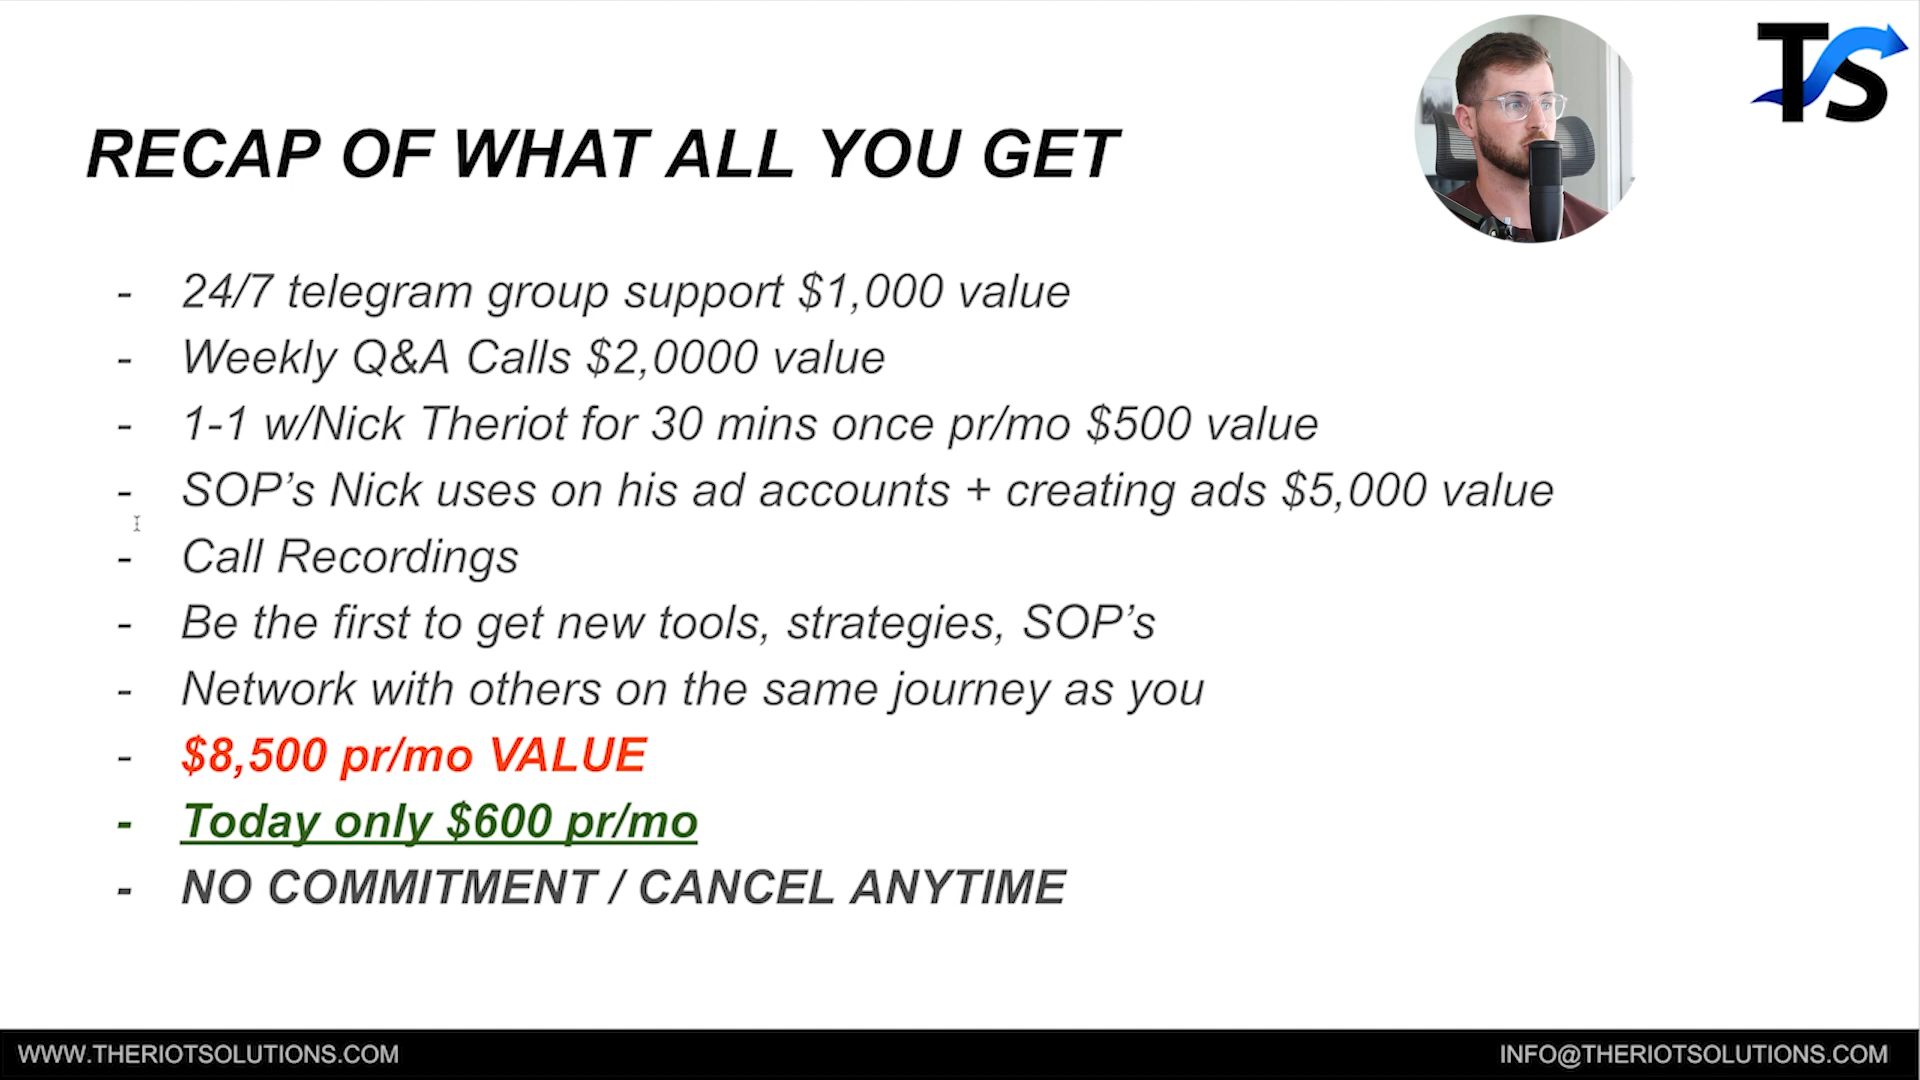 TS
RECAP OF WHAT ALL YOU GET
- 24/7 telegram group support $1,000 value
- Weekly Q&A Calls $2,0000 value
- 1-1 w/Nick Theriot for 30 mins once pr/mo $500 value
- SOP’s Nick uses on his ad accounts + creating ads $5,000 value
- Call Recordings
- Be the first to get new tools, strategies, SOP’s
- Network with others on the same journey as you
- $8,500 pr/mo VALUE
- Today only $600 pr/mo
- NO COMMITMENT / CANCEL ANYTIME
WWW.THERIOTSOLUTIONS.COM
INFO@THERIOTSOLUTIONS.COM